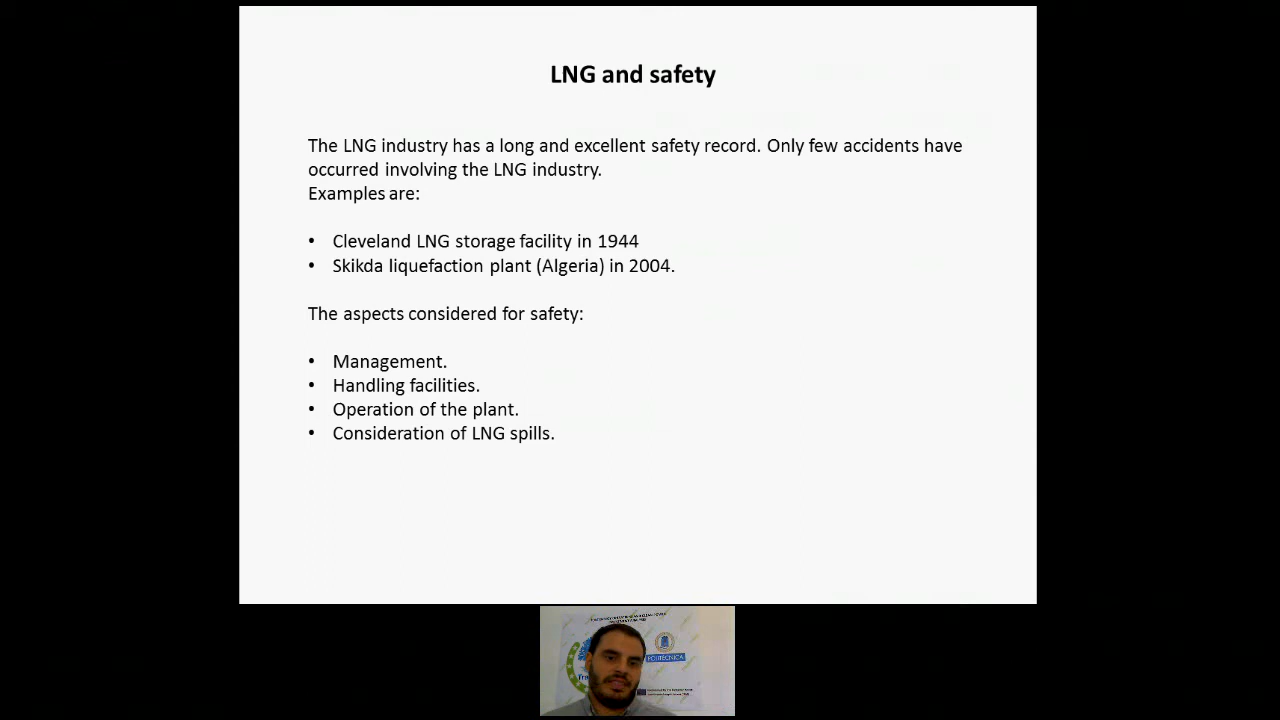 LNG and safety
The LNG industry has a long and excellent safety record. Only few accidents have
occurred involving the LNG industry.
Examples are:
• Cleveland LNG storage facility in 1944
• Skikda liquefaction plant (Algeria) in 2004.
The aspects considered for safety:
• Management.
• Handling facilities.
• Operation of the plant.
• Consideration of LNG spills.
POLITÉCNICA